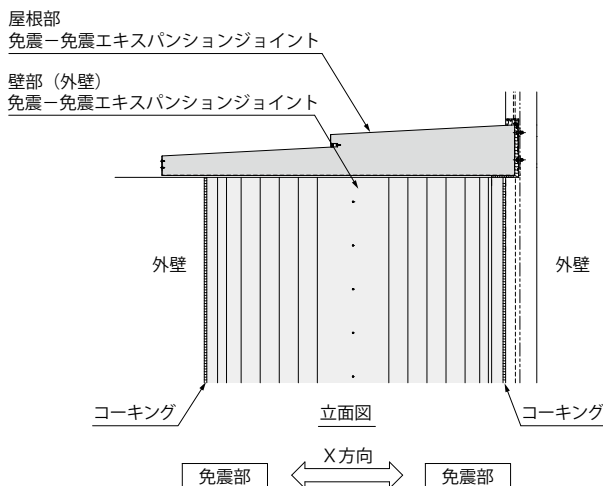 屋根部
免震－免震エキスパンションジョイント
壁部（外壁）
免震－免震エキスパンションジョイント
外壁
外壁
コーキング
立面図
コーキング
X方向
免震部
免震部